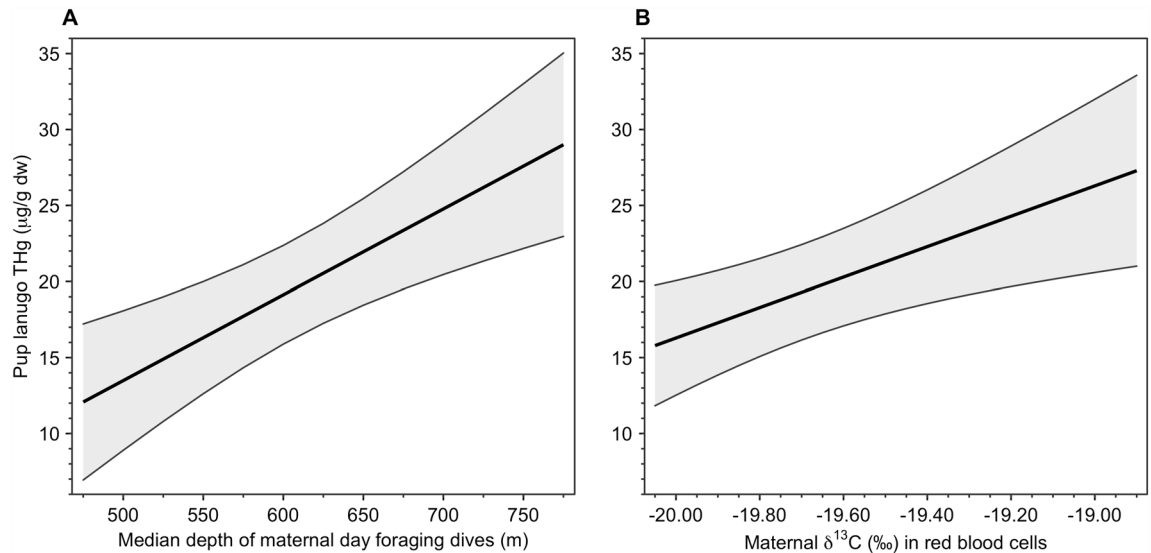 A
B
35
30
25
20
15
10
Pup lanugo THg (µg/g dw)
500 550 600 650 700 750
Median depth of maternal day foraging dives (m)
35
30
25
20
15
10
-20.00 -19.80 -19.60 -19.40 -19.20 -19.00
Maternal δ¹³C (‰) in red blood cells